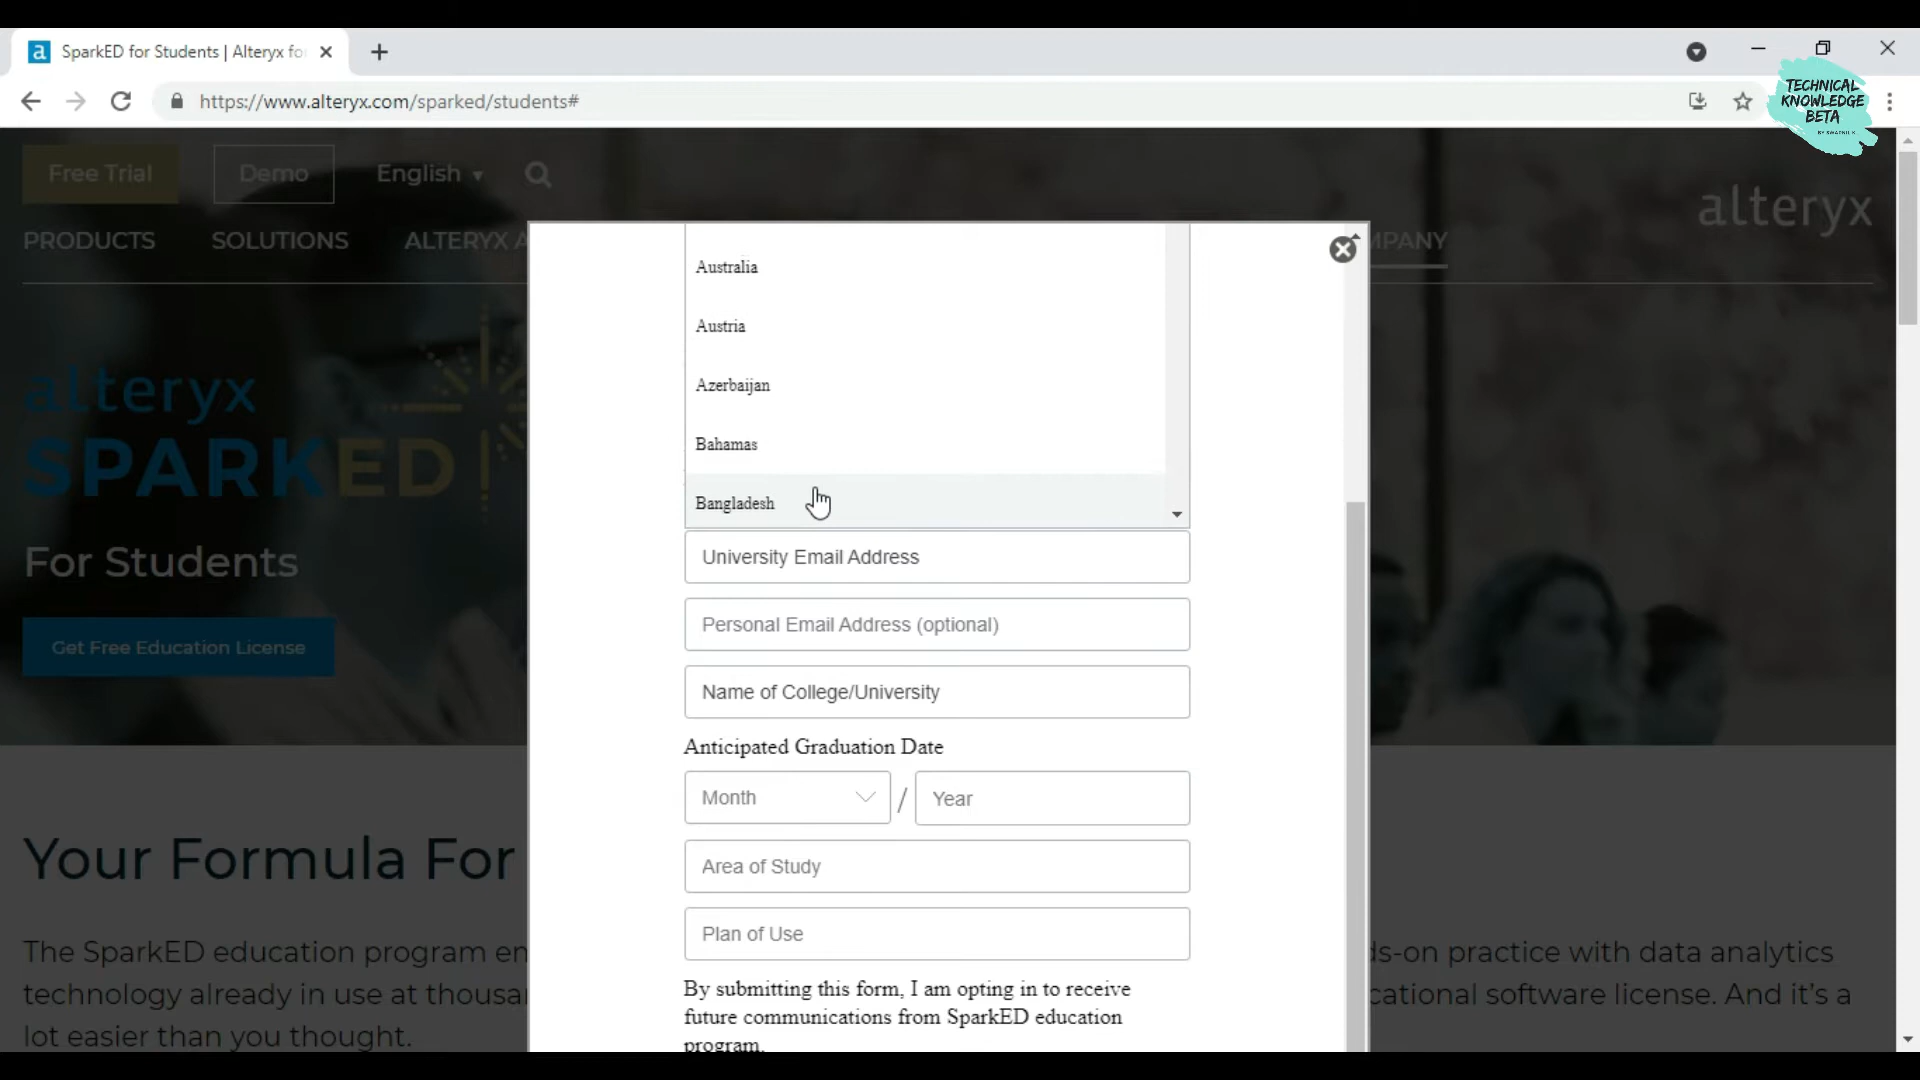 SparkED for Students | Alteryx fo
https://www.alteryx.com/sparked/students#
TECHNICAL
KNOWLEDGE
BETA
Free Trial
Demo
English
alteryx
PRODUCTS
SOLUTIONS
ALTERYX A
MPANY
alteryx
SPARKED
For Students
Get Free Education License
Australia
Austria
Azerbaijan
Bahamas
Bangladesh
University Email Address
Personal Email Address (optional)
Name of College/University
Anticipated Graduation Date
Month
/
Year
Area of Study
Plan of Use
By submitting this form, I am opting in to receive
future communications from SparkED education
program.
Your Formula For
The SparkED education program en
ds-on practice with data analytics
technology already in use at thousa
cational software license. And it's a
lot easier than you thought.